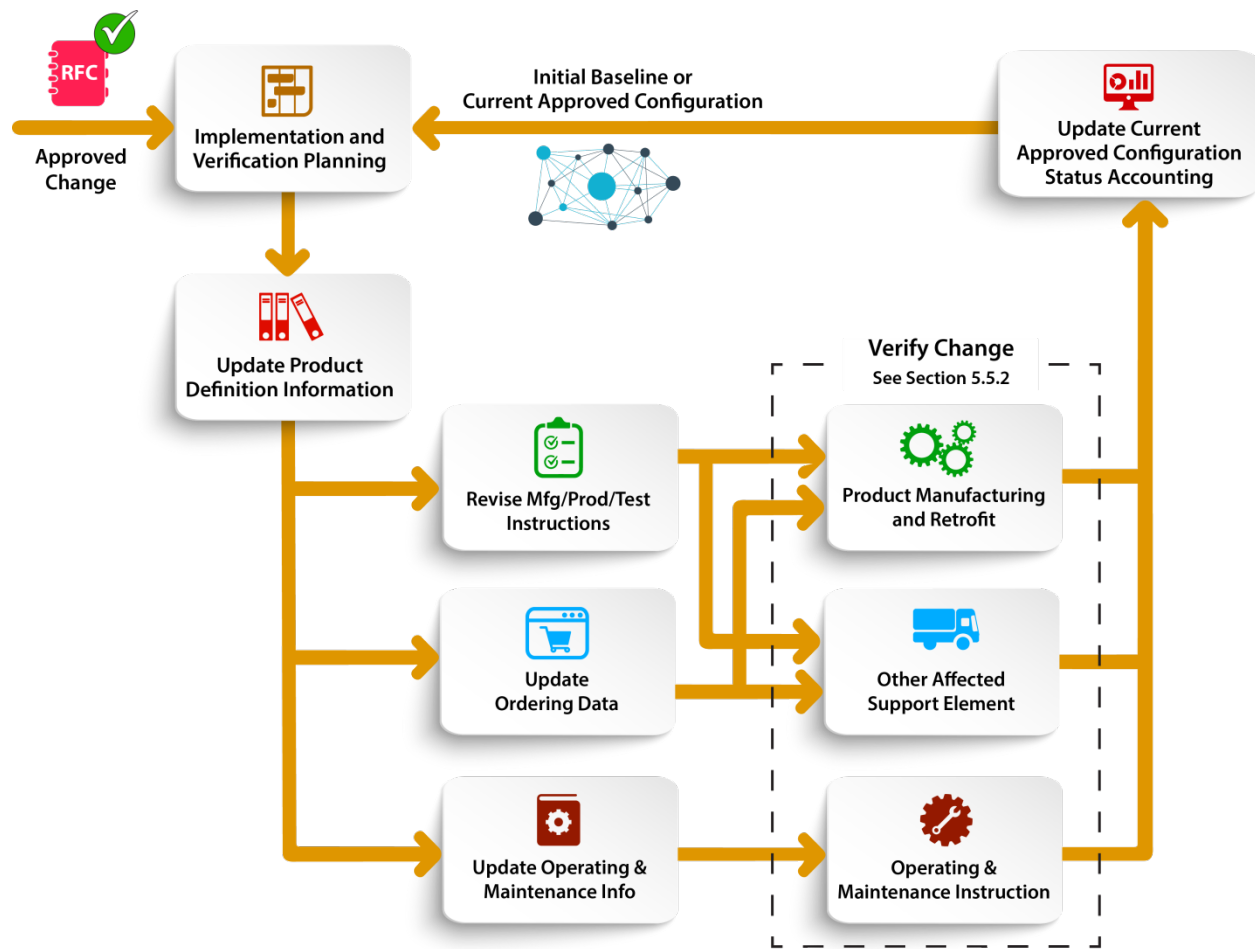 RFC
Approved
Change
Implementation and
Verification Planning
Initial Baseline or
Current Approved Configuration
Update Current
Approved Configuration
Status Accounting
Update Product
Definition Information
Verify Change
See Section 5.5.2
Revise Mfg/Prod/Test
Instructions
Product Manufacturing
and Retrofit
Update
Ordering Data
Other Affected
Support Element
Update Operating &
Maintenance Info
Operating &
Maintenance Instruction